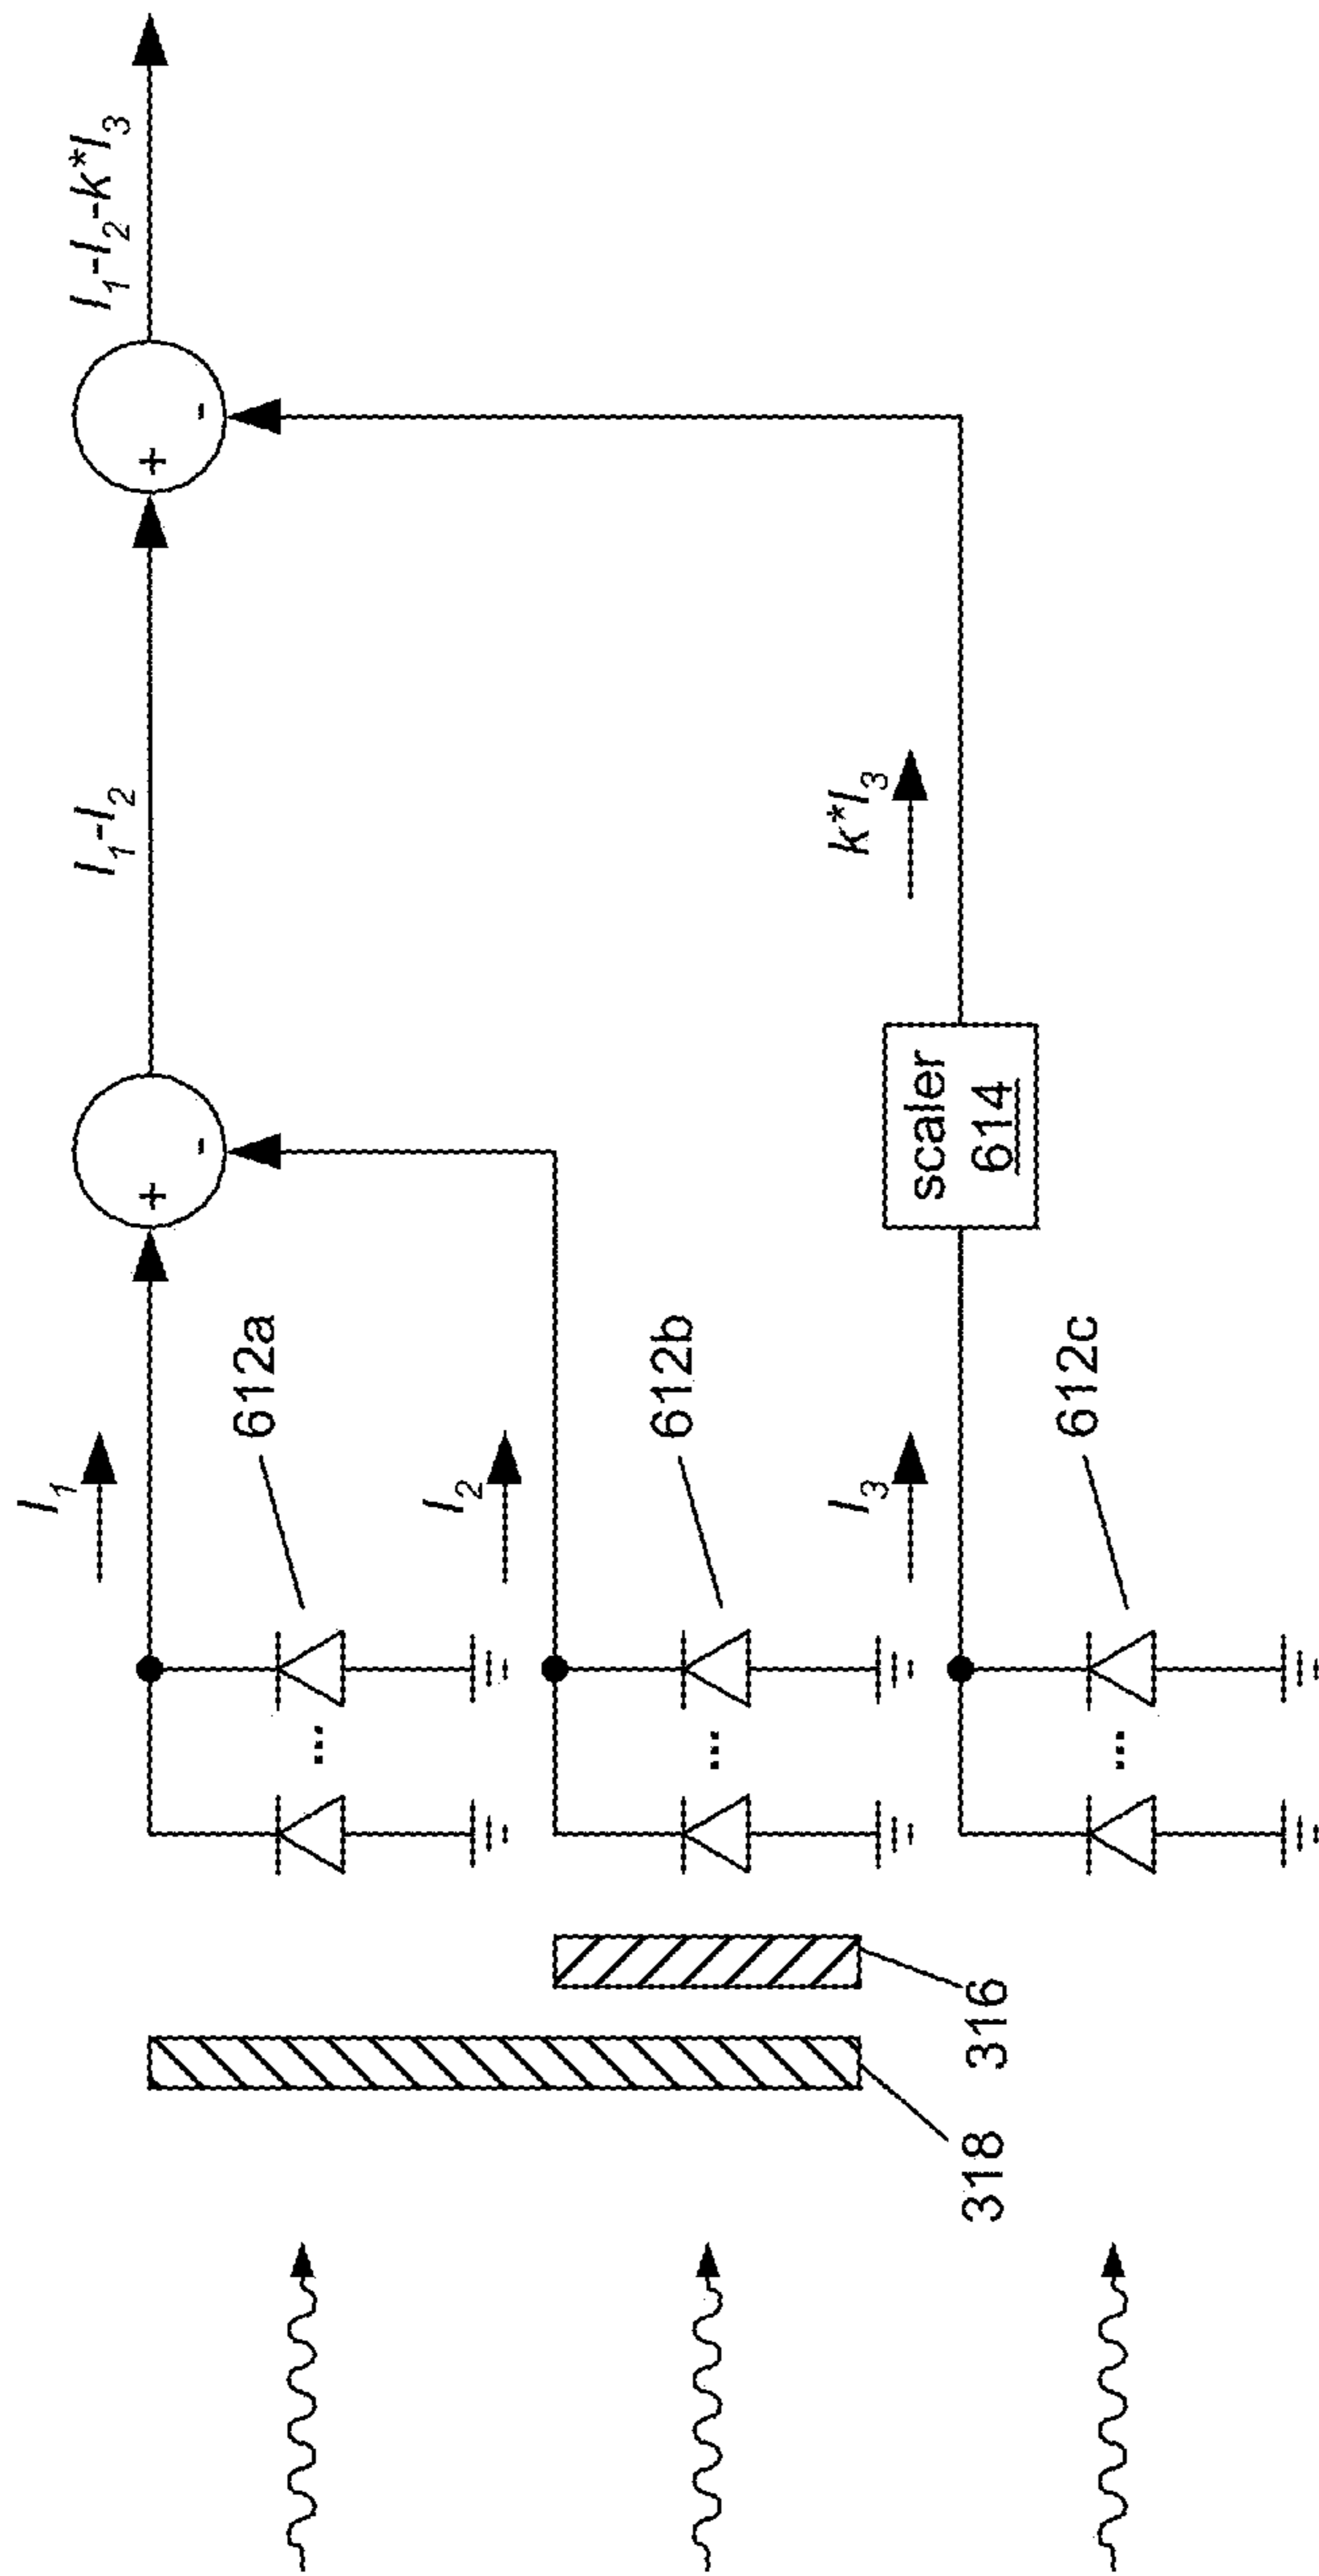 I₁
I₁-I₂
I₁-I₂-k*I₃
+
-
+
-
612a
I₂
612b
I₃
k*I₃
scaler
614
612c
...
...
...
316
318